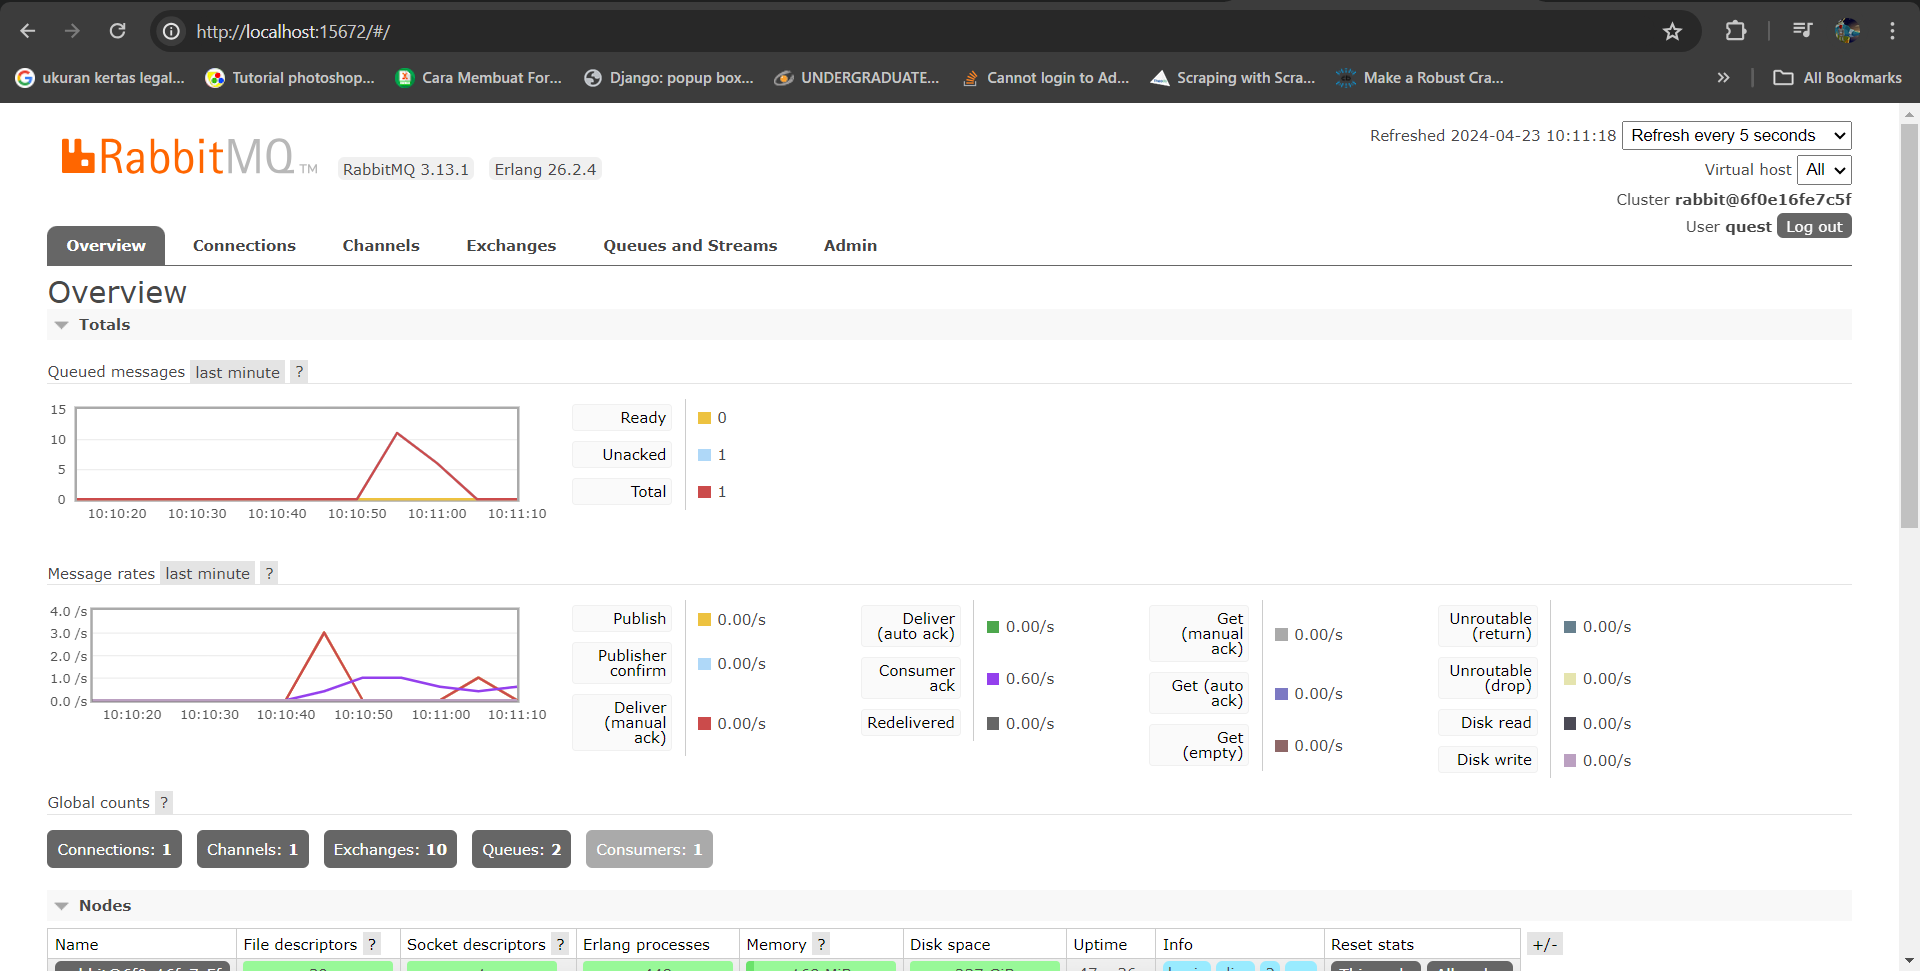 http://localhost:15672/#/
ukuran kertas legal...
Tutorial photoshop...
Cara Membuat For...
Django: popup box...
UNDERGRADUATE...
Cannot login to Ad...
Scraping with Scra...
Make a Robust Cra...
All Bookmarks
RabbitMQ TM
RabbitMQ 3.13.1
Erlang 26.2.4
Refreshed 2024-04-23 10:11:18
Refresh every 5 seconds
Virtual host All
Cluster rabbit@6f0e16fe7c5f
User guest Log out
Overview
Connections
Channels
Exchanges
Queues and Streams
Admin
Overview
Totals
Queued messages last minute ?
15
10
5
0
10:10:20 10:10:30 10:10:40 10:10:50 10:11:00 10:11:10
Ready 0
Unacked 1
Total 1
Message rates last minute ?
4.0 /s
3.0 /s
2.0 /s
1.0 /s
0.0 /s
10:10:20 10:10:30 10:10:40 10:10:50 10:11:00 10:11:10
Publish 0.00/s
Publisher confirm 0.00/s
Deliver (manual ack) 0.00/s
Deliver (auto ack) 0.00/s
Consumer ack 0.60/s
Redelivered 0.00/s
Get (manual ack) 0.00/s
Get (auto ack) 0.00/s
Get (empty) 0.00/s
Unroutable (return) 0.00/s
Unroutable (drop) 0.00/s
Disk read 0.00/s
Disk write 0.00/s
Global counts ?
Connections: 1
Channels: 1
Exchanges: 10
Queues: 2
Consumers: 1
Nodes
Name
File descriptors ?
Socket descriptors ?
Erlang processes
Memory ?
Disk space
Uptime
Info
Reset stats
+/-